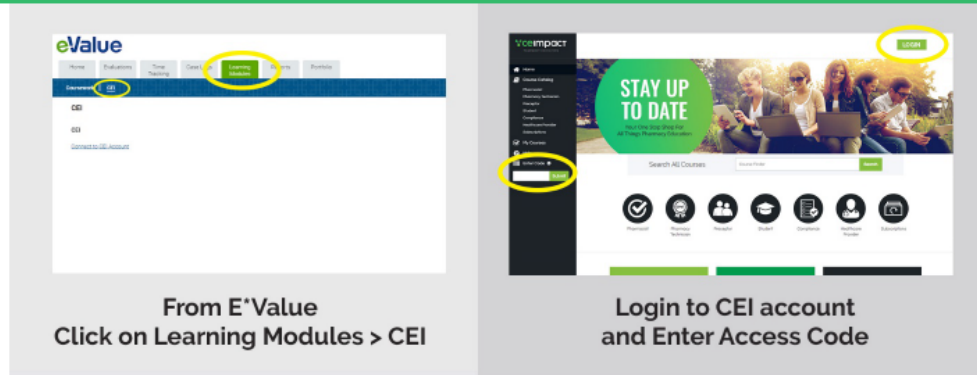 eValue
Home
Evaluations
Time
Tracking
Case Logs
Learning
Modules
Reports
Portfolio
Coursework
CEI
CEI
CEI
Connect to CEI Account
From E*Value
Click on Learning Modules > CEI
ceimpact
LOGIN
Home
Course Catalog
Pharmacist
Pharmacy Technician
Preceptor
Student
Compliance
Healthcare Provider
Subscriptions
My Courses
Enter Code
Submit
STAY UP
TO DATE
Your One Stop Shop For
All Things Pharmacy Education
Search All Courses
Course Finder
Search
Pharmacist
Pharmacy
Technician
Preceptor
Student
Compliance
Healthcare
Provider
Subscriptions
Login to CEI account
and Enter Access Code